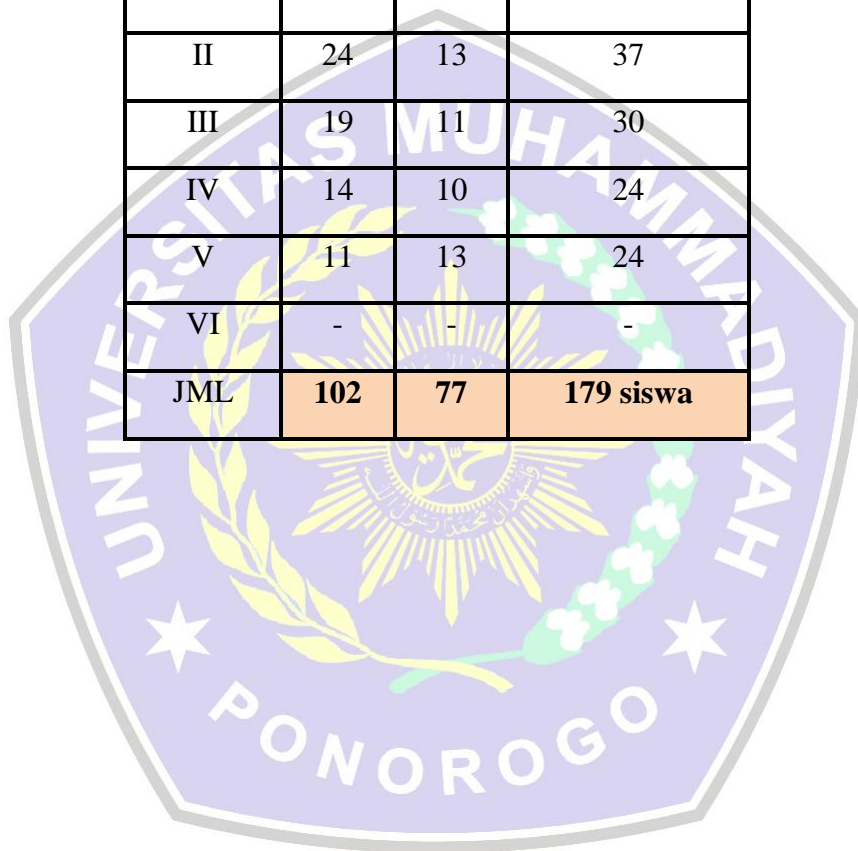 II 24 13 37
III 19 11 30
IV 14 10 24
V 11 13 24
VI - - -
JML 102 77 179 siswa
UNIVERSITAS MUHAMMADIYAH
PONOROGO